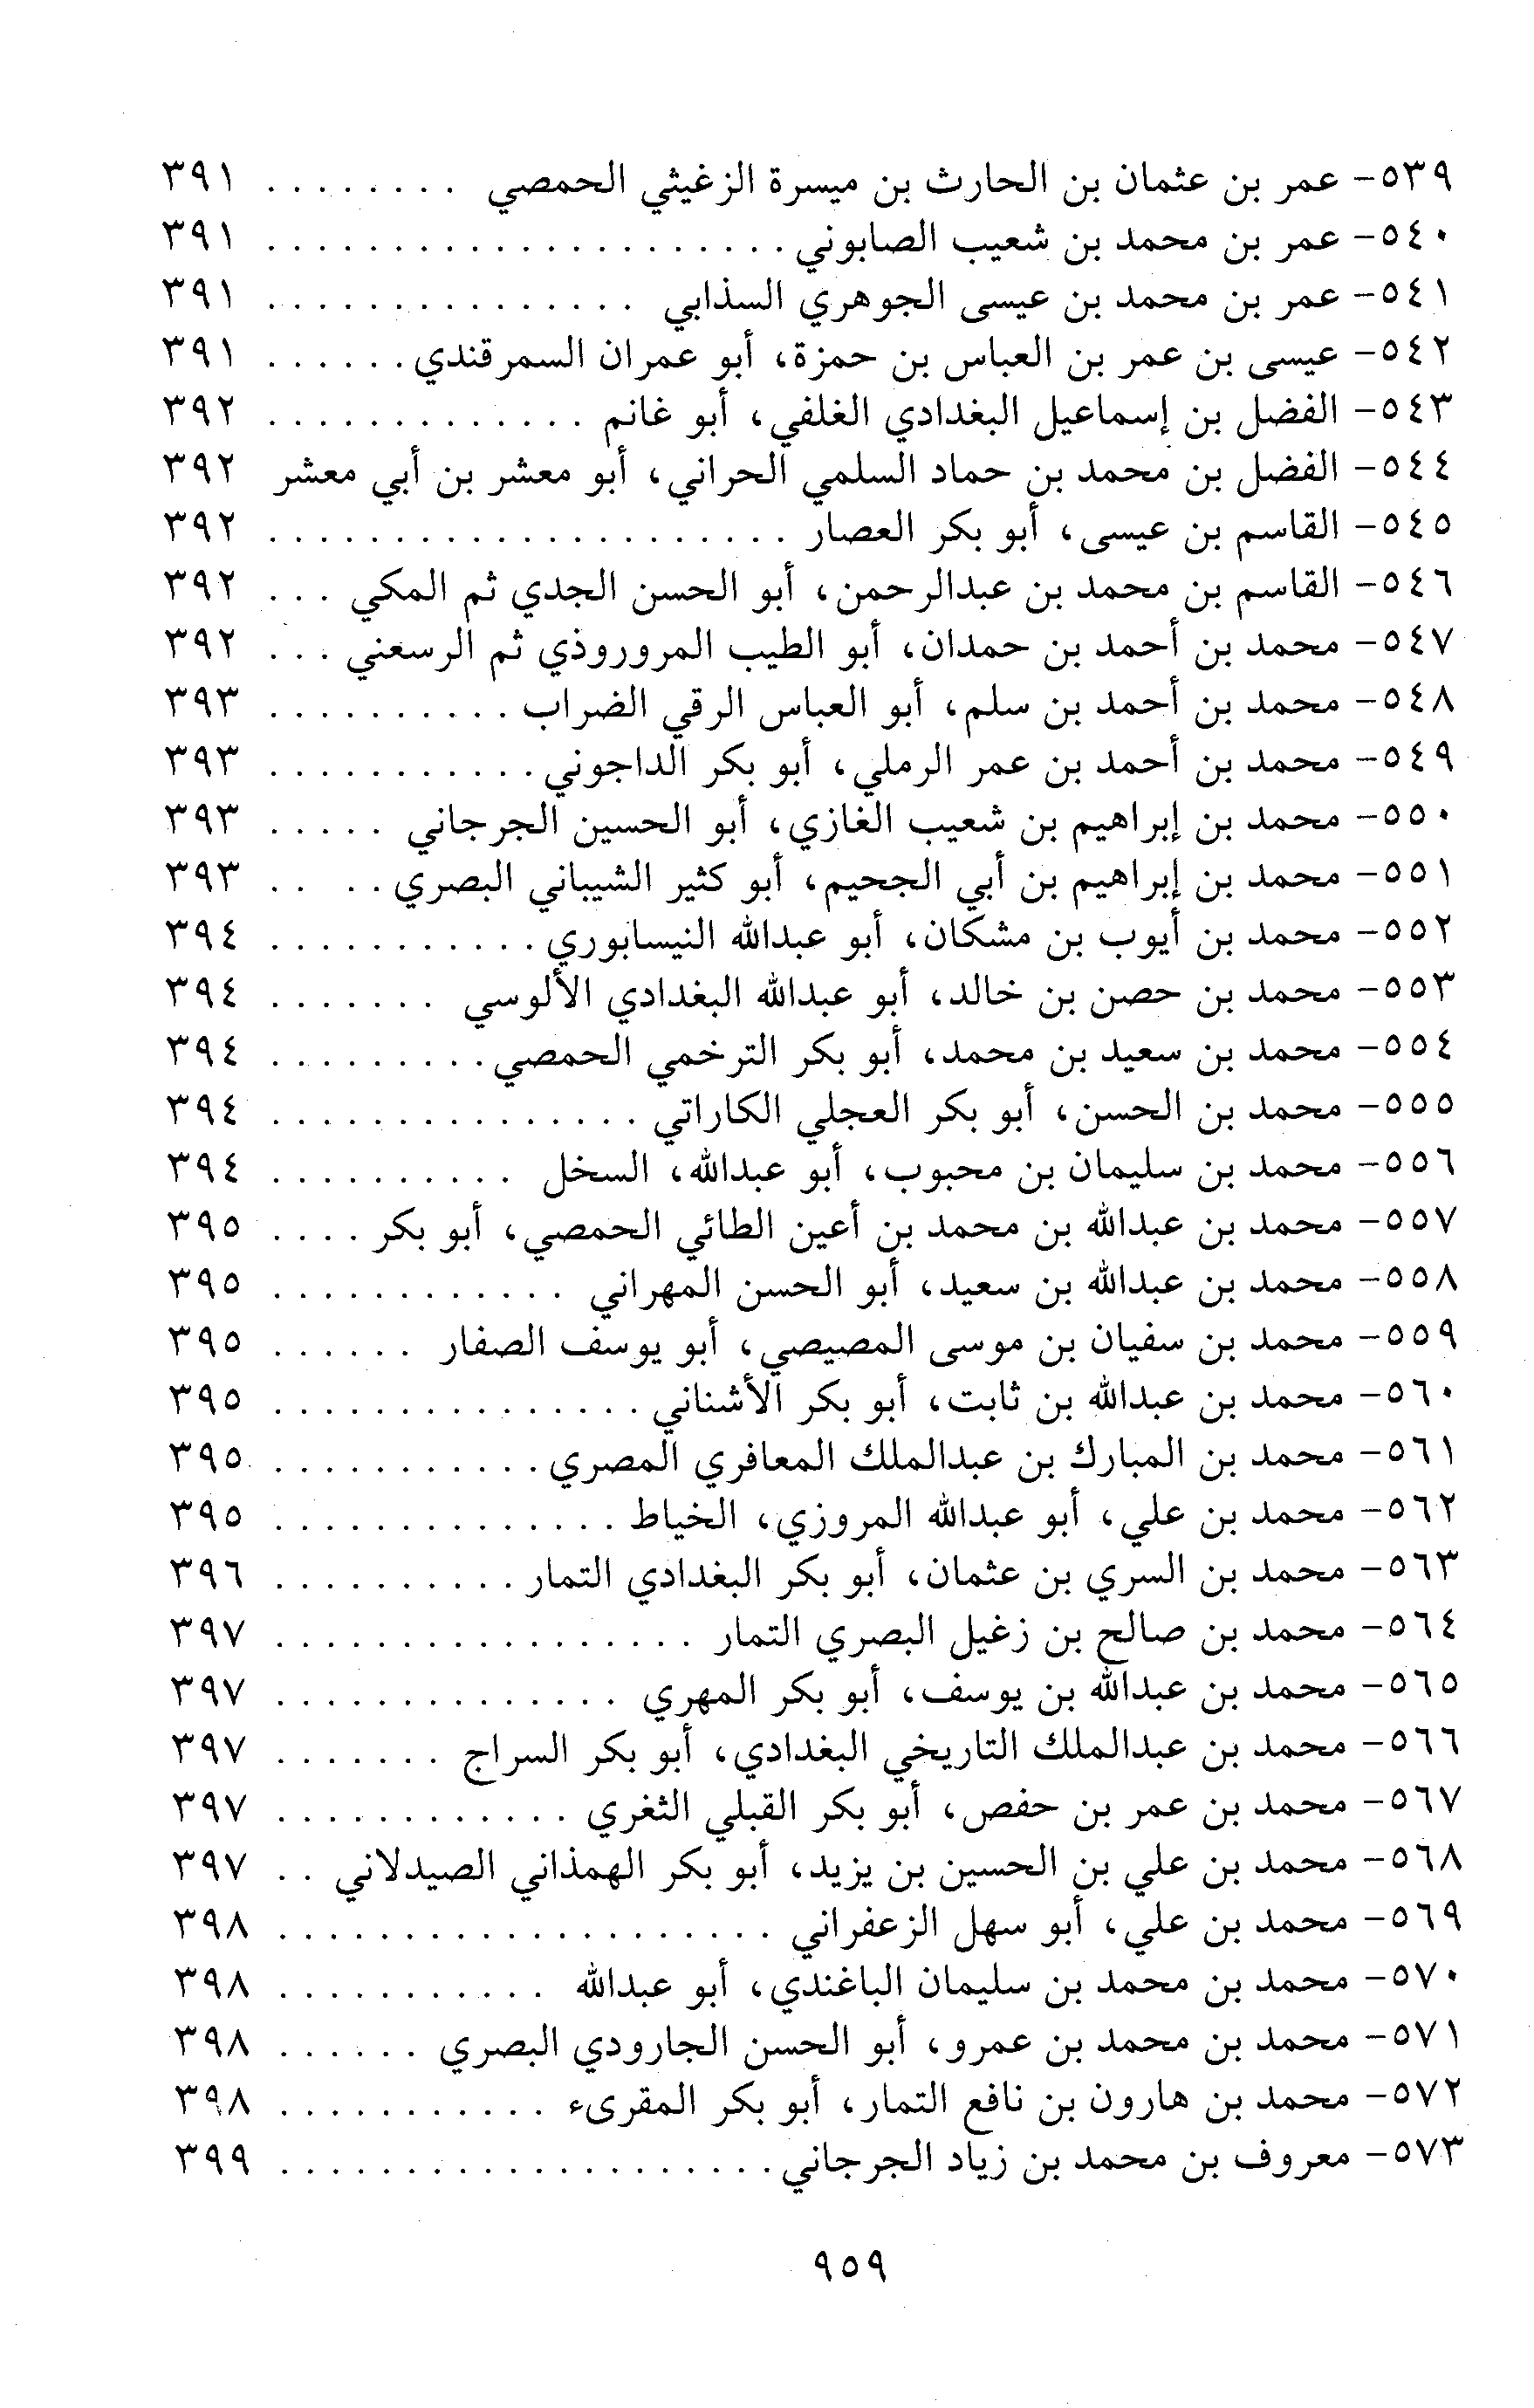 ٥٣٩- عمر بن عثمان بن الحارث بن ميسرة الزغيثي الحمصي . . . . . . . . ٣٩١
٥٤٠- عمر بن محمد بن شعيب الصابوني . . . . . . . . . . . . . . . . . . . . . ٣٩١
٥٤١- عمر بن محمد بن عيسى الجوهري السذابي . . . . . . . . . . . . . . . ٣٩١
٥٤٢- عيسى بن عمر بن العباس بن حمزة، أبو عمران السمرقندي . . . . . . ٣٩١
٥٤٣- الفضل بن إسماعيل البغدادي الغلفي، أبو غانم . . . . . . . . . . . . . ٣٩٢
٥٤٤- الفضل بن محمد بن حماد السلمي الحراني، أبو معشر بن أبي معشر ٣٩٢
٥٤٥- القاسم بن عيسى، أبو بكر العصار . . . . . . . . . . . . . . . . . . . . . ٣٩٢
٥٤٦- القاسم بن محمد بن عبدالرحمن، أبو الحسن الجدي ثم المكي . . . ٣٩٢
٥٤٧- محمد بن أحمد بن حمدان، أبو الطيب المروروذي ثم الرسعني . . . ٣٩٢
٥٤٨- محمد بن أحمد بن سلم، أبو العباس الرقي الضراب . . . . . . . . . . ٣٩٣
٥٤٩- محمد بن أحمد بن عمر الرملي، أبو بكر الداجوني . . . . . . . . . . . ٣٩٣
٥٥٠- محمد بن إبراهيم بن شعيب الغازي، أبو الحسين الجرجاني . . . . . ٣٩٣
٥٥١- محمد بن إبراهيم بن أبي الجحيم، أبو كثير الشيباني البصري . . . . . ٣٩٣
٥٥٢- محمد بن أيوب بن مشكان، أبو عبدالله النيسابوري . . . . . . . . . . . ٣٩٤
٥٥٣- محمد بن حصن بن خالد، أبو عبدالله البغدادي الألوسي . . . . . . . ٣٩٤
٥٥٤- محمد بن سعيد بن محمد، أبو بكر الترخمي الحمصي . . . . . . . . . ٣٩٤
٥٥٥- محمد بن الحسن، أبو بكر العجلي الكاراتي . . . . . . . . . . . . . . . ٣٩٤
٥٥٦- محمد بن سليمان بن محبوب، أبو عبدالله، السخل . . . . . . . . . . ٣٩٤
٥٥٧- محمد بن عبدالله بن محمد بن أعين الطائي الحمصي، أبو بكر . . . . ٣٩٥
٥٥٨- محمد بن عبدالله بن سعيد، أبو الحسن المهراني . . . . . . . . . . . . ٣٩٥
٥٥٩- محمد بن سفيان بن موسى المصيصي، أبو يوسف الصفار . . . . . . ٣٩٥
٥٦٠- محمد بن عبدالله بن ثابت، أبو بكر الأشناني . . . . . . . . . . . . . . . ٣٩٥
٥٦١- محمد بن المبارك بن عبدالملك المعافري المصري . . . . . . . . . . . ٣٩٥
٥٦٢- محمد بن علي، أبو عبدالله المروزي، الخياط . . . . . . . . . . . . . . ٣٩٥
٥٦٣- محمد بن السري بن عثمان، أبو بكر البغدادي التمار . . . . . . . . . . ٣٩٦
٥٦٤- محمد بن صالح بن زغيل البصري التمار . . . . . . . . . . . . . . . . . ٣٩٧
٥٦٥- محمد بن عبدالله بن يوسف، أبو بكر المهري . . . . . . . . . . . . . . ٣٩٧
٥٦٦- محمد بن عبدالملك التاريخي البغدادي، أبو بكر السراج . . . . . . . ٣٩٧
٥٦٧- محمد بن عمر بن حفص، أبو بكر القبلي الثغري . . . . . . . . . . . . ٣٩٧
٥٦٨- محمد بن علي بن الحسين بن يزيد، أبو بكر الهمذاني الصيدلاني . . ٣٩٧
٥٦٩- محمد بن علي، أبو سهل الزعفراني . . . . . . . . . . . . . . . . . . . . ٣٩٨
٥٧٠- محمد بن محمد بن سليمان الباغندي، أبو عبدالله . . . . . . . . . . . ٣٩٨
٥٧١- محمد بن محمد بن عمرو، أبو الحسن الجارودي البصري . . . . . . ٣٩٨
٥٧٢- محمد بن هارون بن نافع التمار، أبو بكر المقرىء . . . . . . . . . . . ٣٩٨
٥٧٣- معروف بن محمد بن زياد الجرجاني . . . . . . . . . . . . . . . . . . . . ٣٩٩
٩٥٩